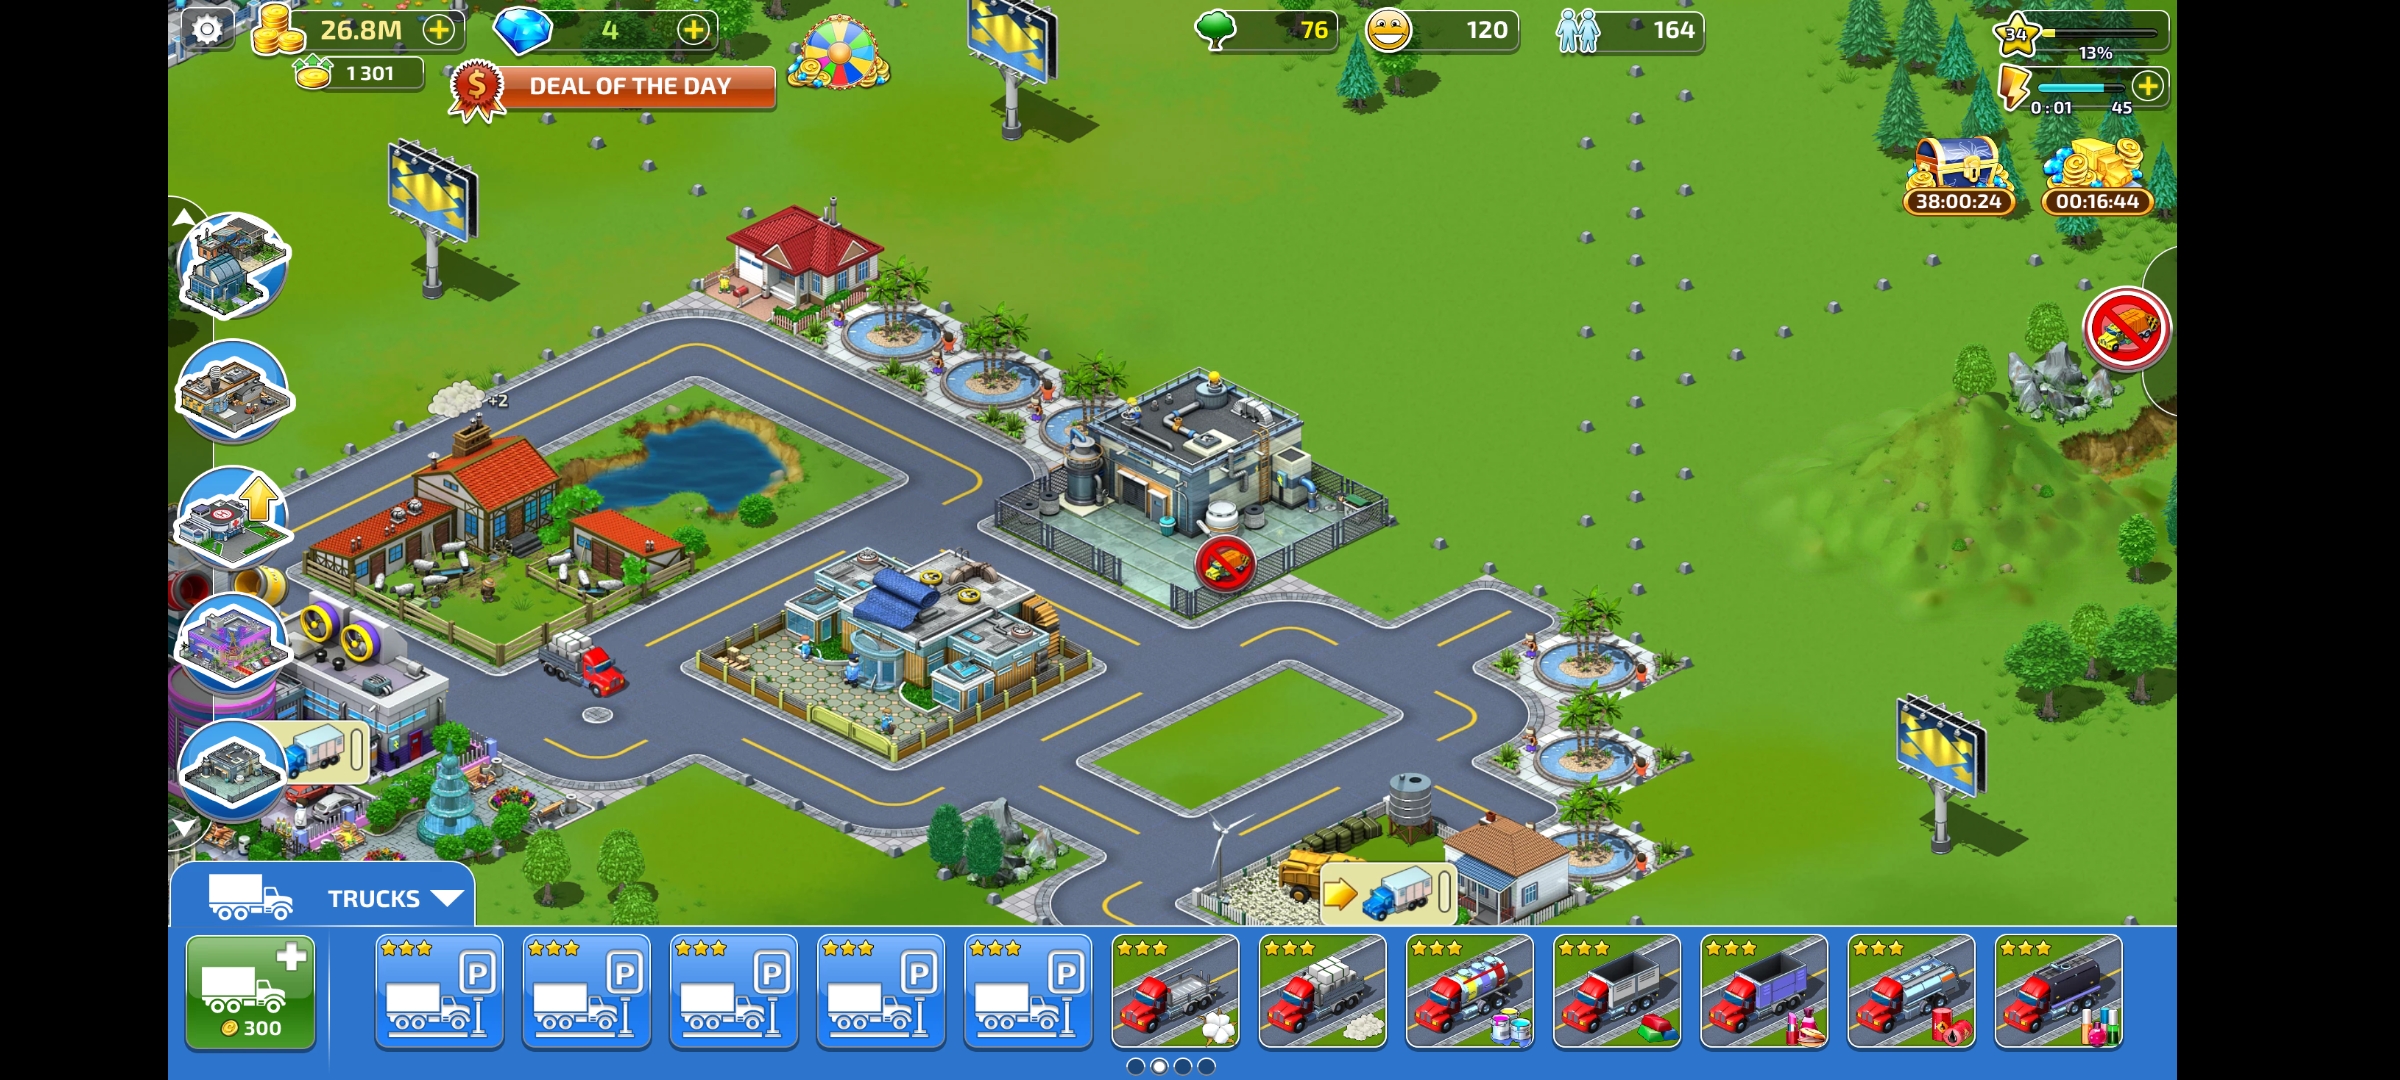 26.8M
4
76
120
164
34
13%
1 301
DEAL OF THE DAY
0:01
45
38:00:24
00:16:44
+2
TRUCKS
300
P
P
P
P
P